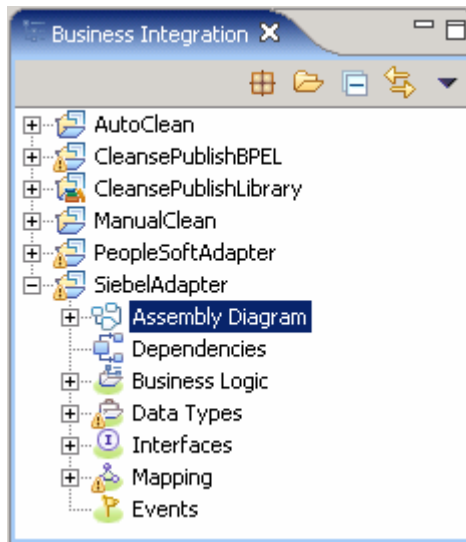 Business Integration
AutoClean
CleansePublishBPEL
CleansePublishLibrary
ManualClean
PeopleSoftAdapter
SiebelAdapter
Assembly Diagram
Dependencies
Business Logic
Data Types
Interfaces
Mapping
Events